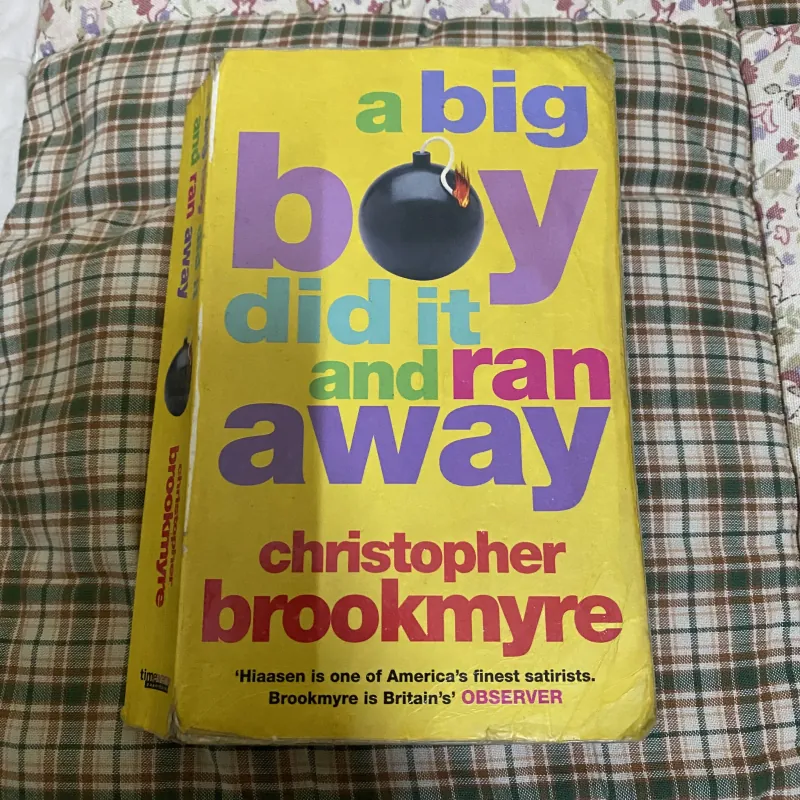 a big
boy
did it
and ran
away
christopher
brookmyre
'Hiaasen is one of America's finest satirists.
Brookmyre is Britain's' OBSERVER
and ran away
christopher
brookmyre